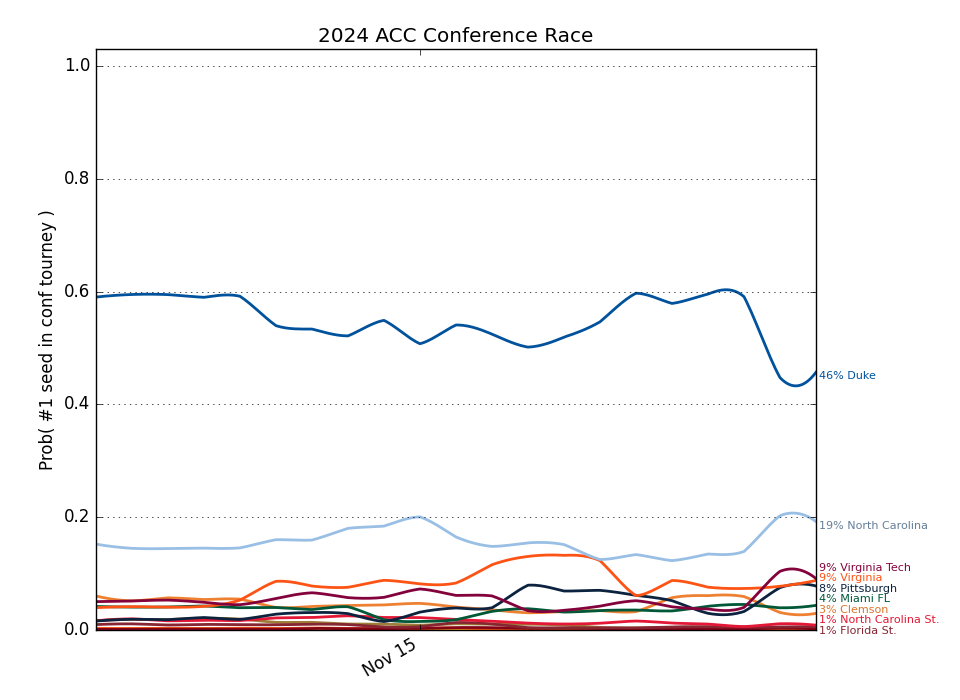 2024 ACC Conference Race
Prob( #1 seed in conf tourney )
1.0
0.8
0.6
0.4
0.2
0.0
Nov 15
46% Duke
19% North Carolina
9% Virginia Tech
9% Virginia
8% Pittsburgh
4% Miami FL
3% Clemson
1% North Carolina St.
1% Florida St.